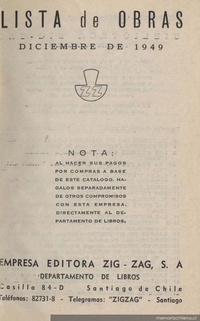 LISTA de OBRAS
DICIEMBRE DE 1949
NOTA:
AL HACER SUS PAGOS
POR COMPRAS A BASE
DE ESTE CATALOGO, HA-
GALOS SEPARADAMENTE
DE OTROS COMPROMISOS
CON ESTA EMPRESA,
DIRECTAMENTE AL DE-
PARTAMENTO DE LIBROS.
EMPRESA EDITORA ZIG - ZAG, S. A
DEPARTAMENTO DE LIBROS
Casilla 84-D Santiago de Chile
Teléfonos: 82731-8 - Telegramas: "ZIGZAG" - Santiago